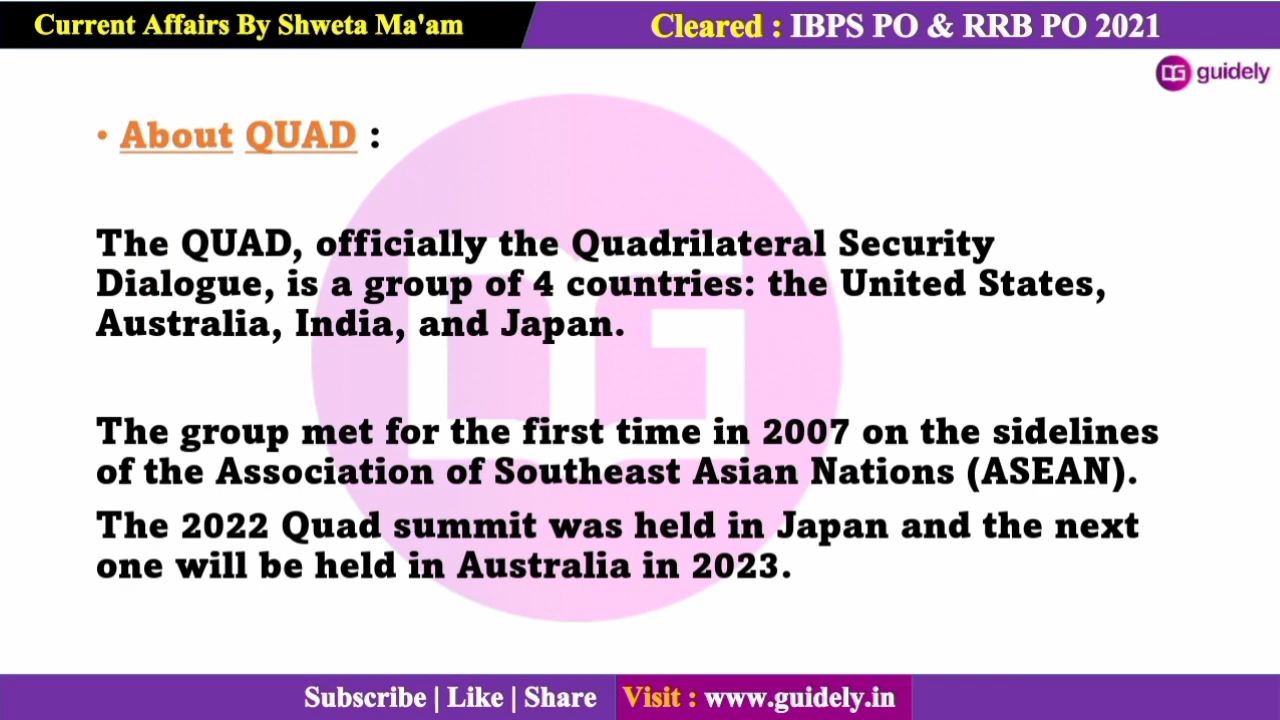 Current Affairs By Shweta Ma'am
Cleared : IBPS PO & RRB PO 2021
guidely
• About QUAD :
The QUAD, officially the Quadrilateral Security
Dialogue, is a group of 4 countries: the United States,
Australia, India, and Japan.
The group met for the first time in 2007 on the sidelines
of the Association of Southeast Asian Nations (ASEAN).
The 2022 Quad summit was held in Japan and the next
one will be held in Australia in 2023.
Subscribe | Like | Share Visit : www.guidely.in